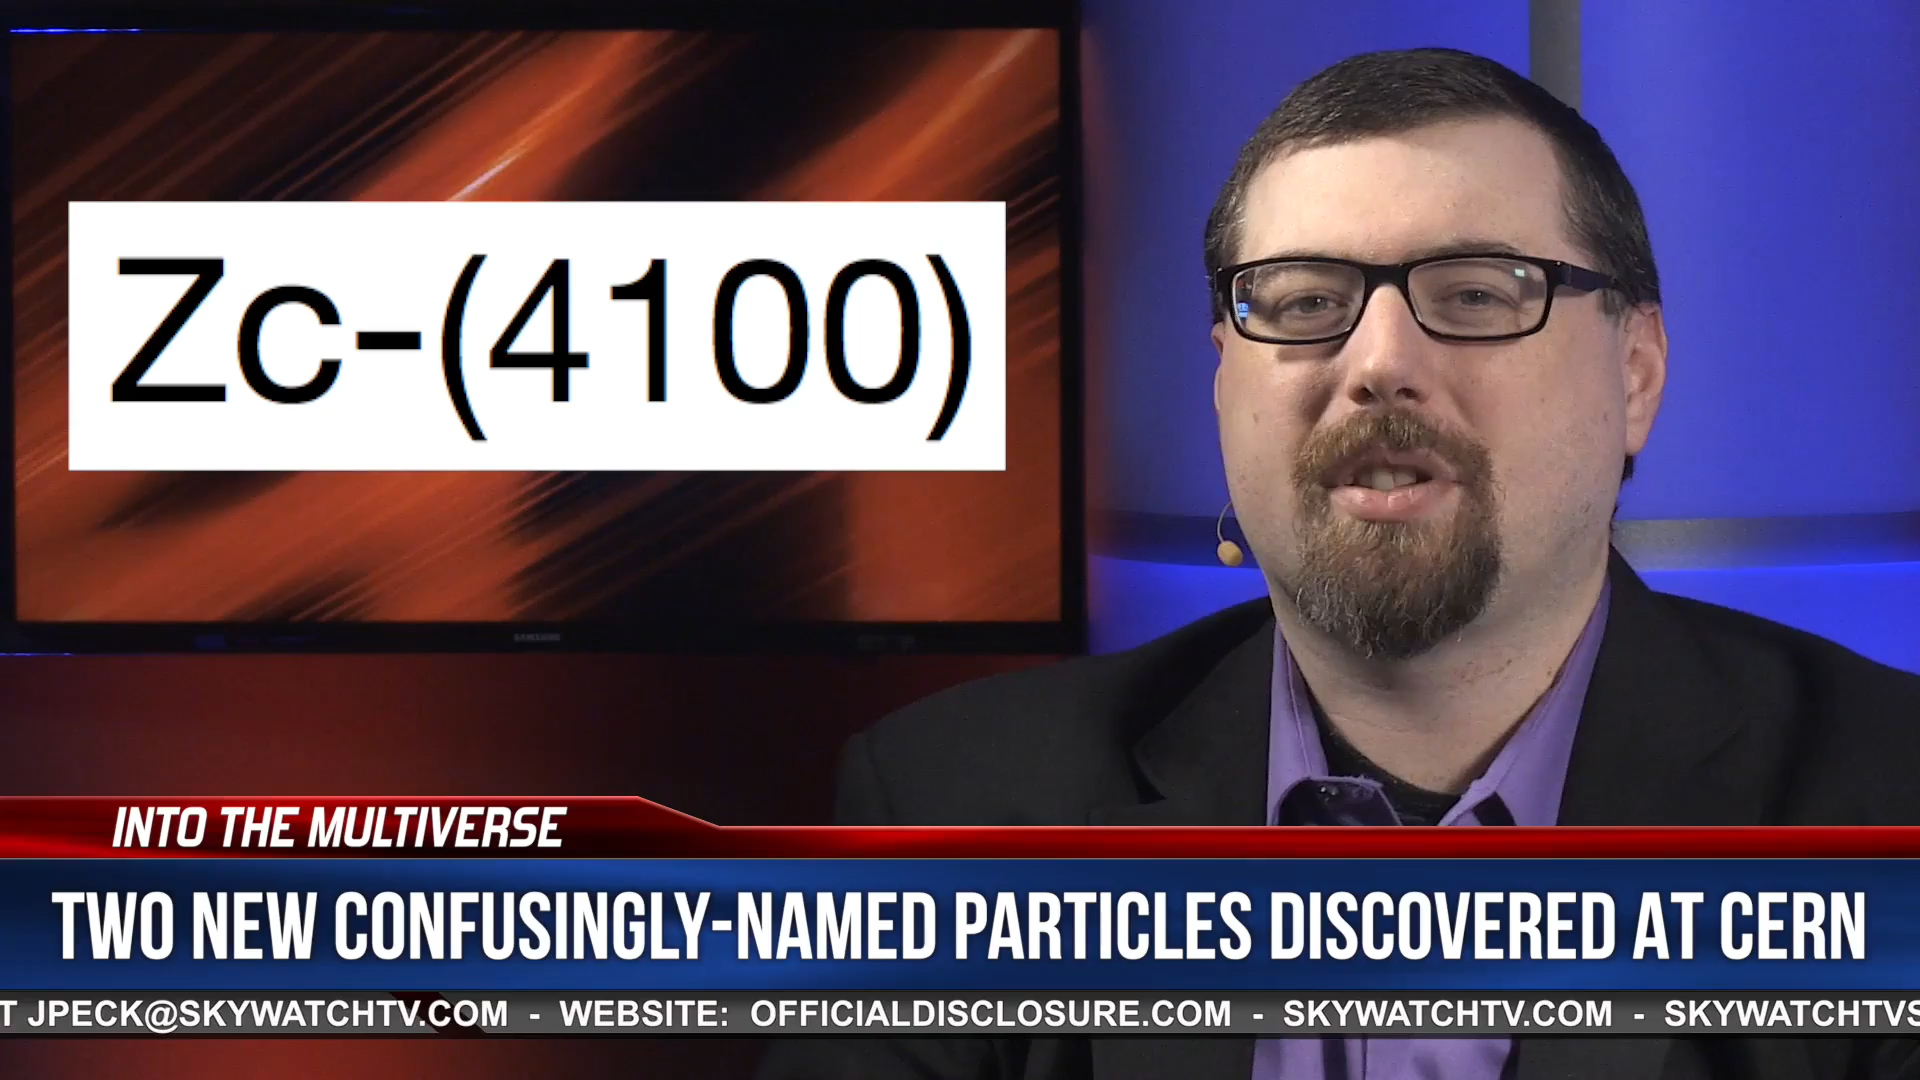 Zc-(4100)
SAMSUNG
INTO THE MULTIVERSE
TWO NEW CONFUSINGLY-NAMED PARTICLES DISCOVERED AT CERN
T JPECK@SKYWATCHTV.COM - WEBSITE: OFFICIALDISCLOSURE.COM - SKYWATCHTV.COM - SKYWATCHTVS